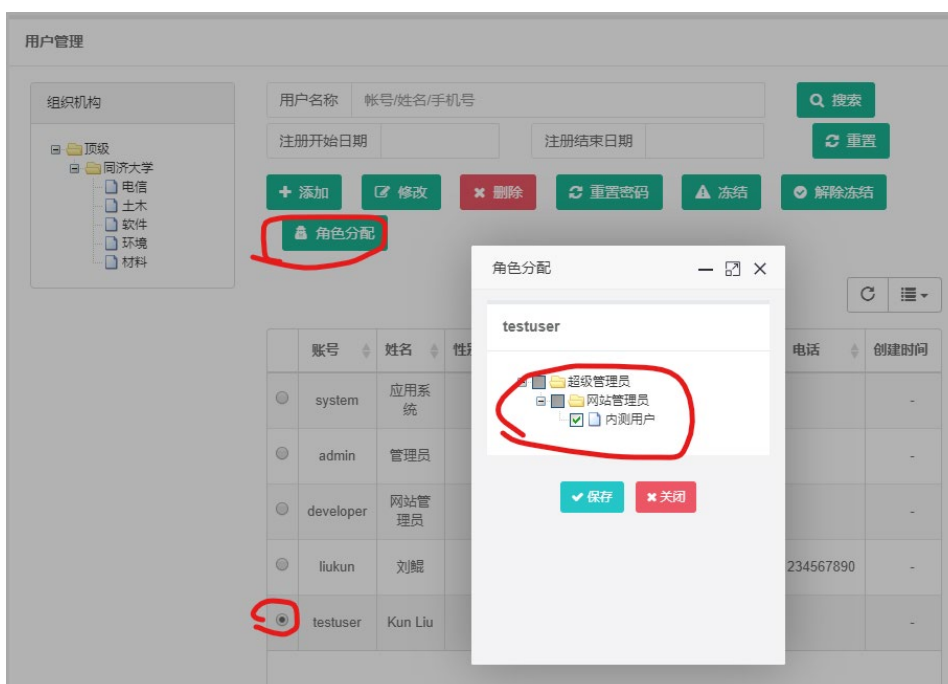 用户管理
组织机构
顶级
同济大学
电信
土木
软件
环境
材料
用户名称 帐号/姓名/手机号 搜索
注册开始日期 注册结束日期 重置
添加 修改 删除 重置密码 冻结 解除冻结
角色分配
角色分配
testuser
超级管理员
网站管理员
内测用户
保存 关闭
账号 姓名 电话 创建时间
system 应用系统 -
admin 管理员 -
developer 网站管理员 -
liukun 刘鲲 234567890 -
testuser Kun Liu -